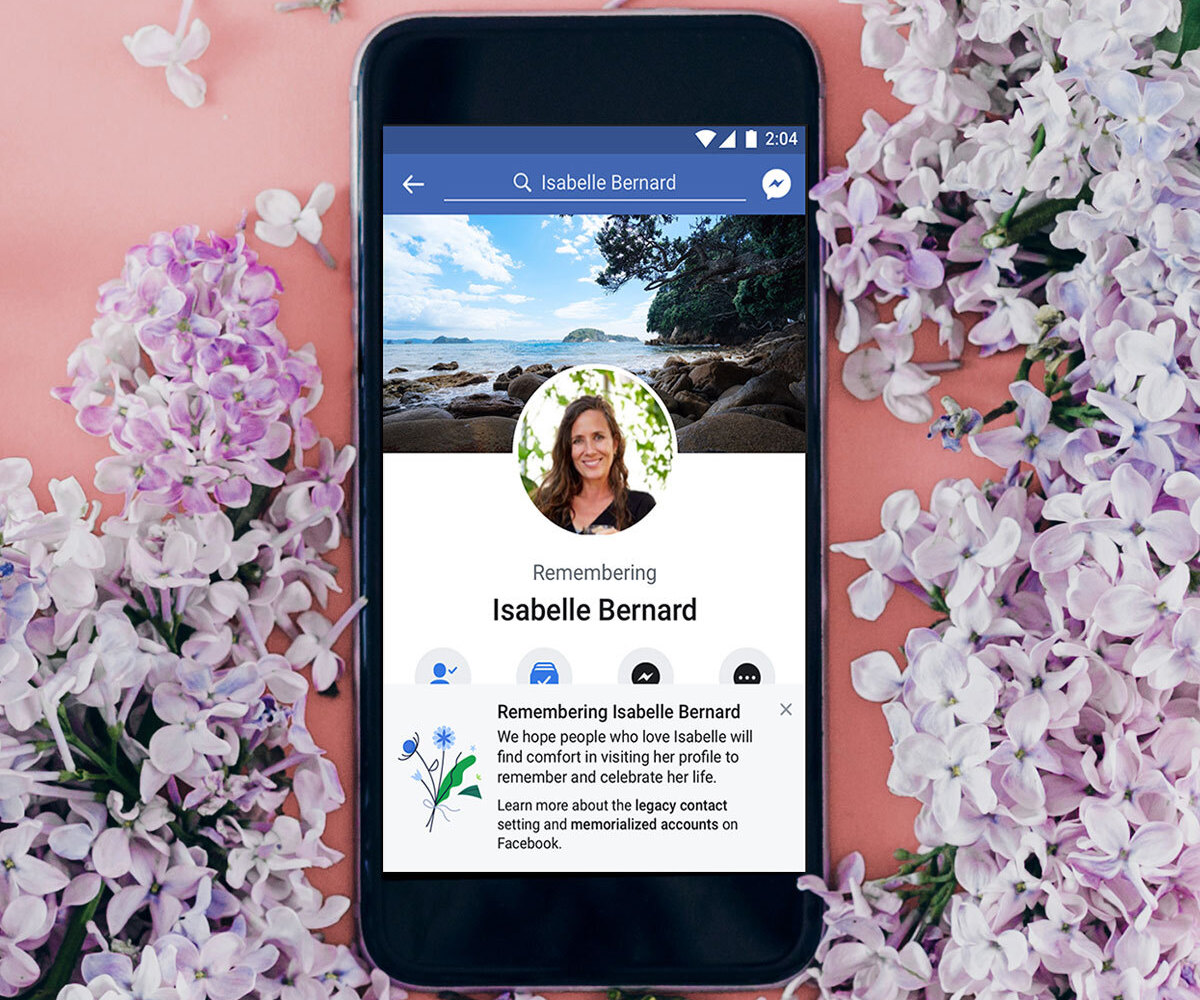 2:04
Isabelle Bernard
Remembering
Isabelle Bernard
Remembering Isabelle Bernard
We hope people who love Isabelle will
find comfort in visiting her profile to
remember and celebrate her life.
Learn more about the legacy contact
setting and memorialized accounts on
Facebook.